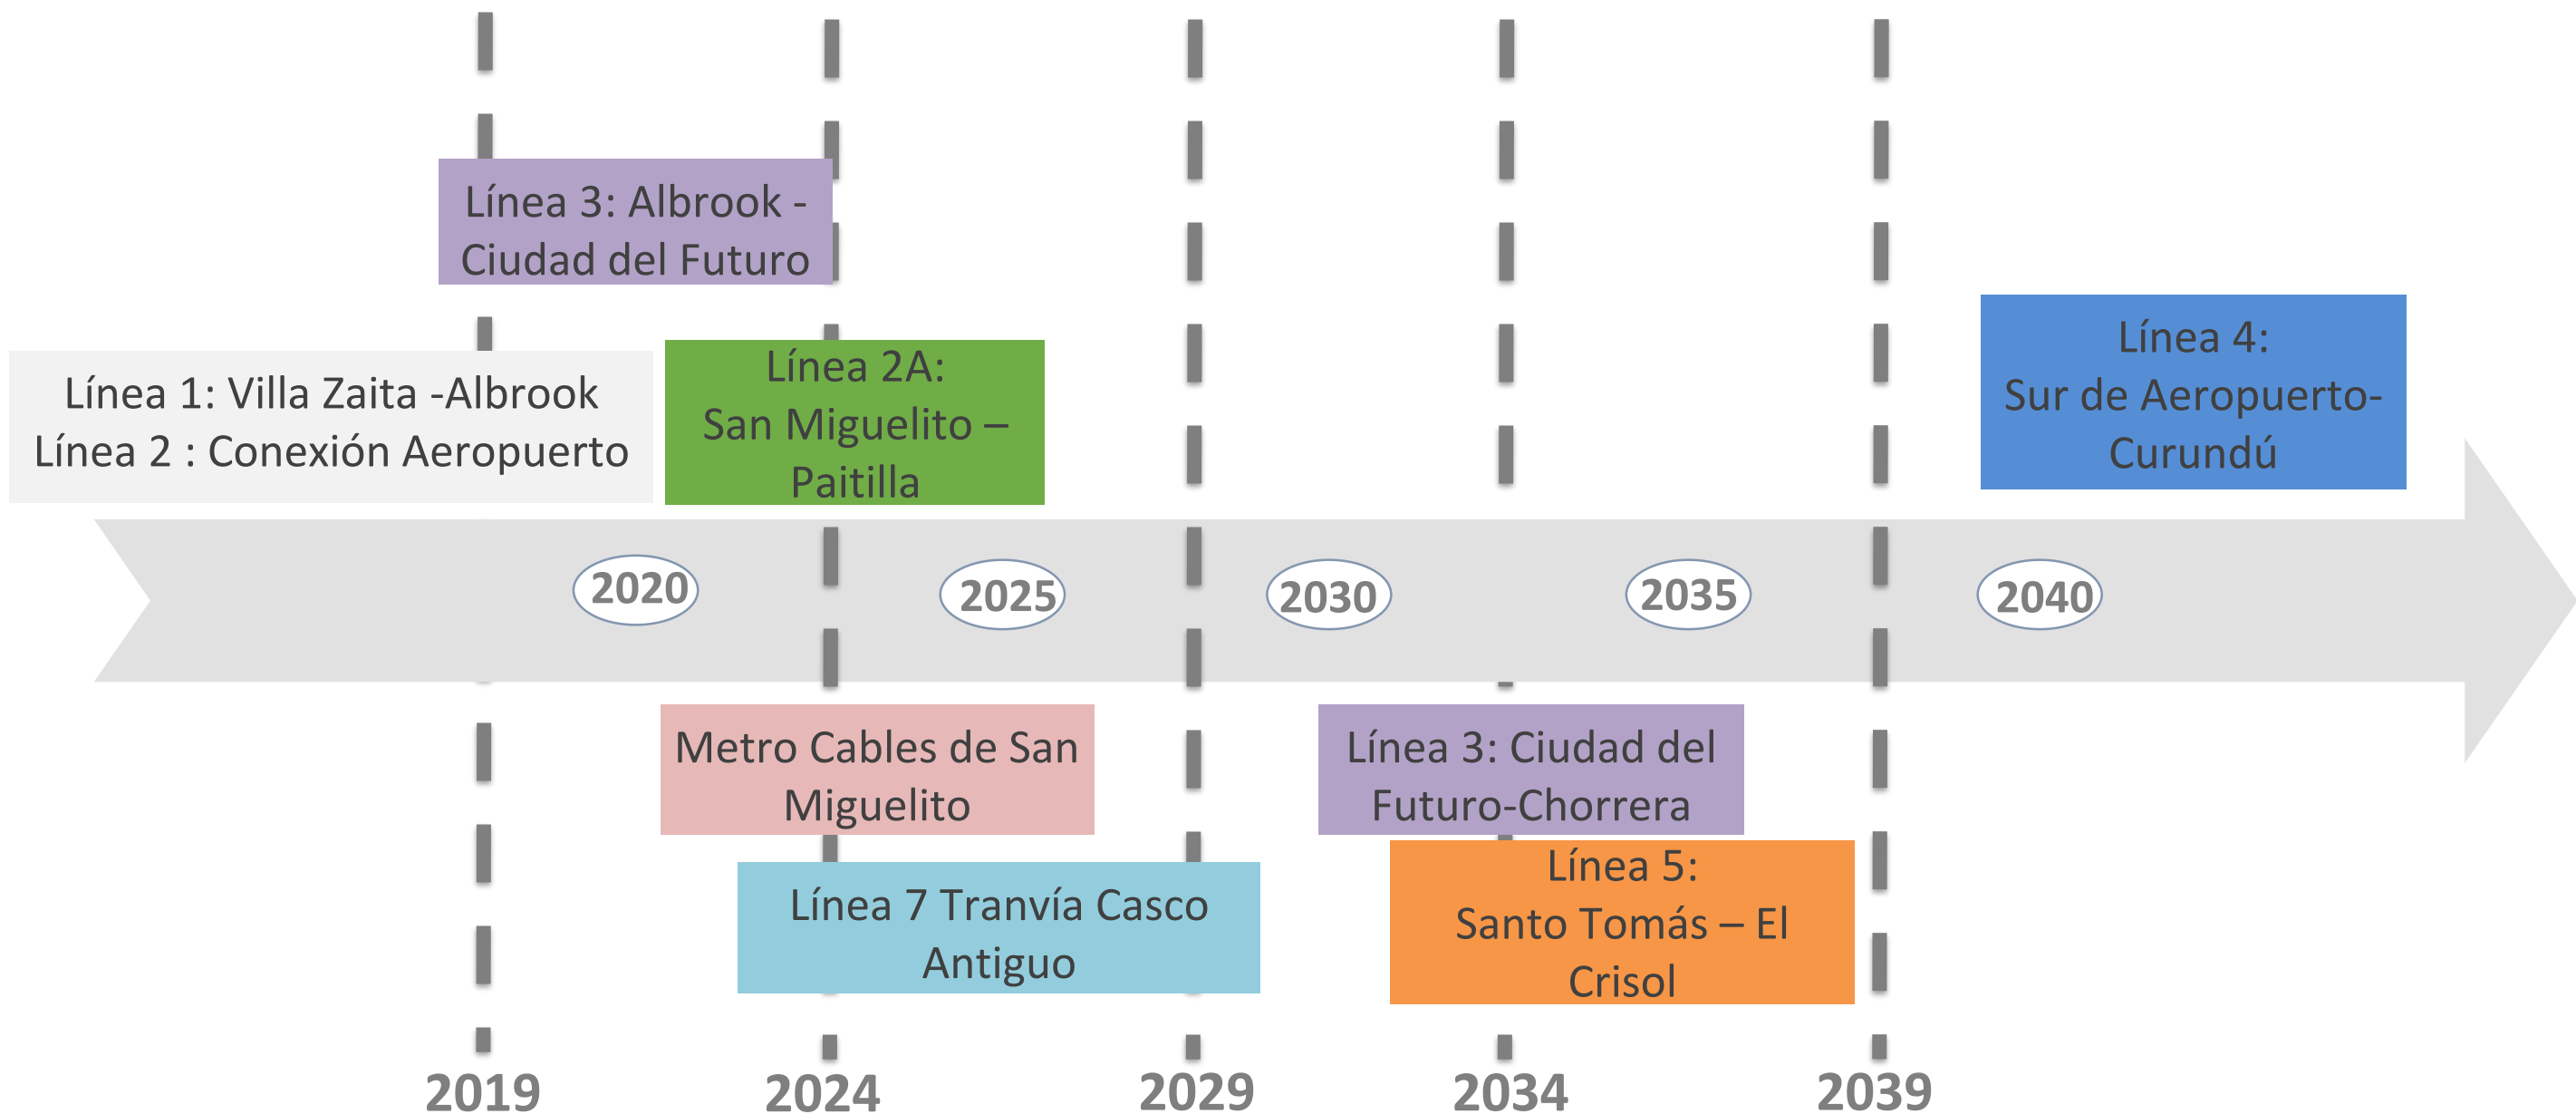 Línea 3: Albrook -
Ciudad del Futuro
Línea 1: Villa Zaita -Albrook
Línea 2 : Conexión Aeropuerto
Línea 2A:
San Miguelito –
Paitilla
Línea 4:
Sur de Aeropuerto-
Curundú
2020
2025
2030
2035
2040
Metro Cables de San
Miguelito
Línea 3: Ciudad del
Futuro-Chorrera
Línea 7 Tranvía Casco
Antiguo
Línea 5:
Santo Tomás – El
Crisol
2019
2024
2029
2034
2039